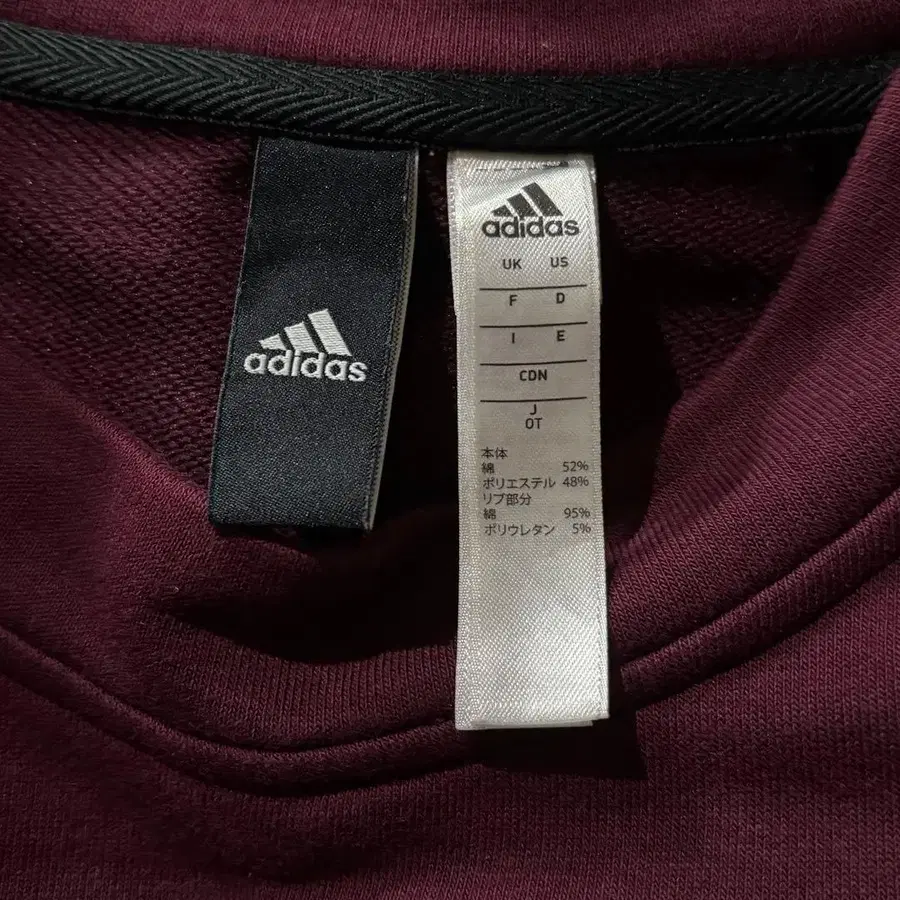 adidas
adidas
UK US
F D
I E
CDN
J
OT
本体
綿 52%
ポリエステル 48%
リブ部分
綿 95%
ポリウレタン 5%